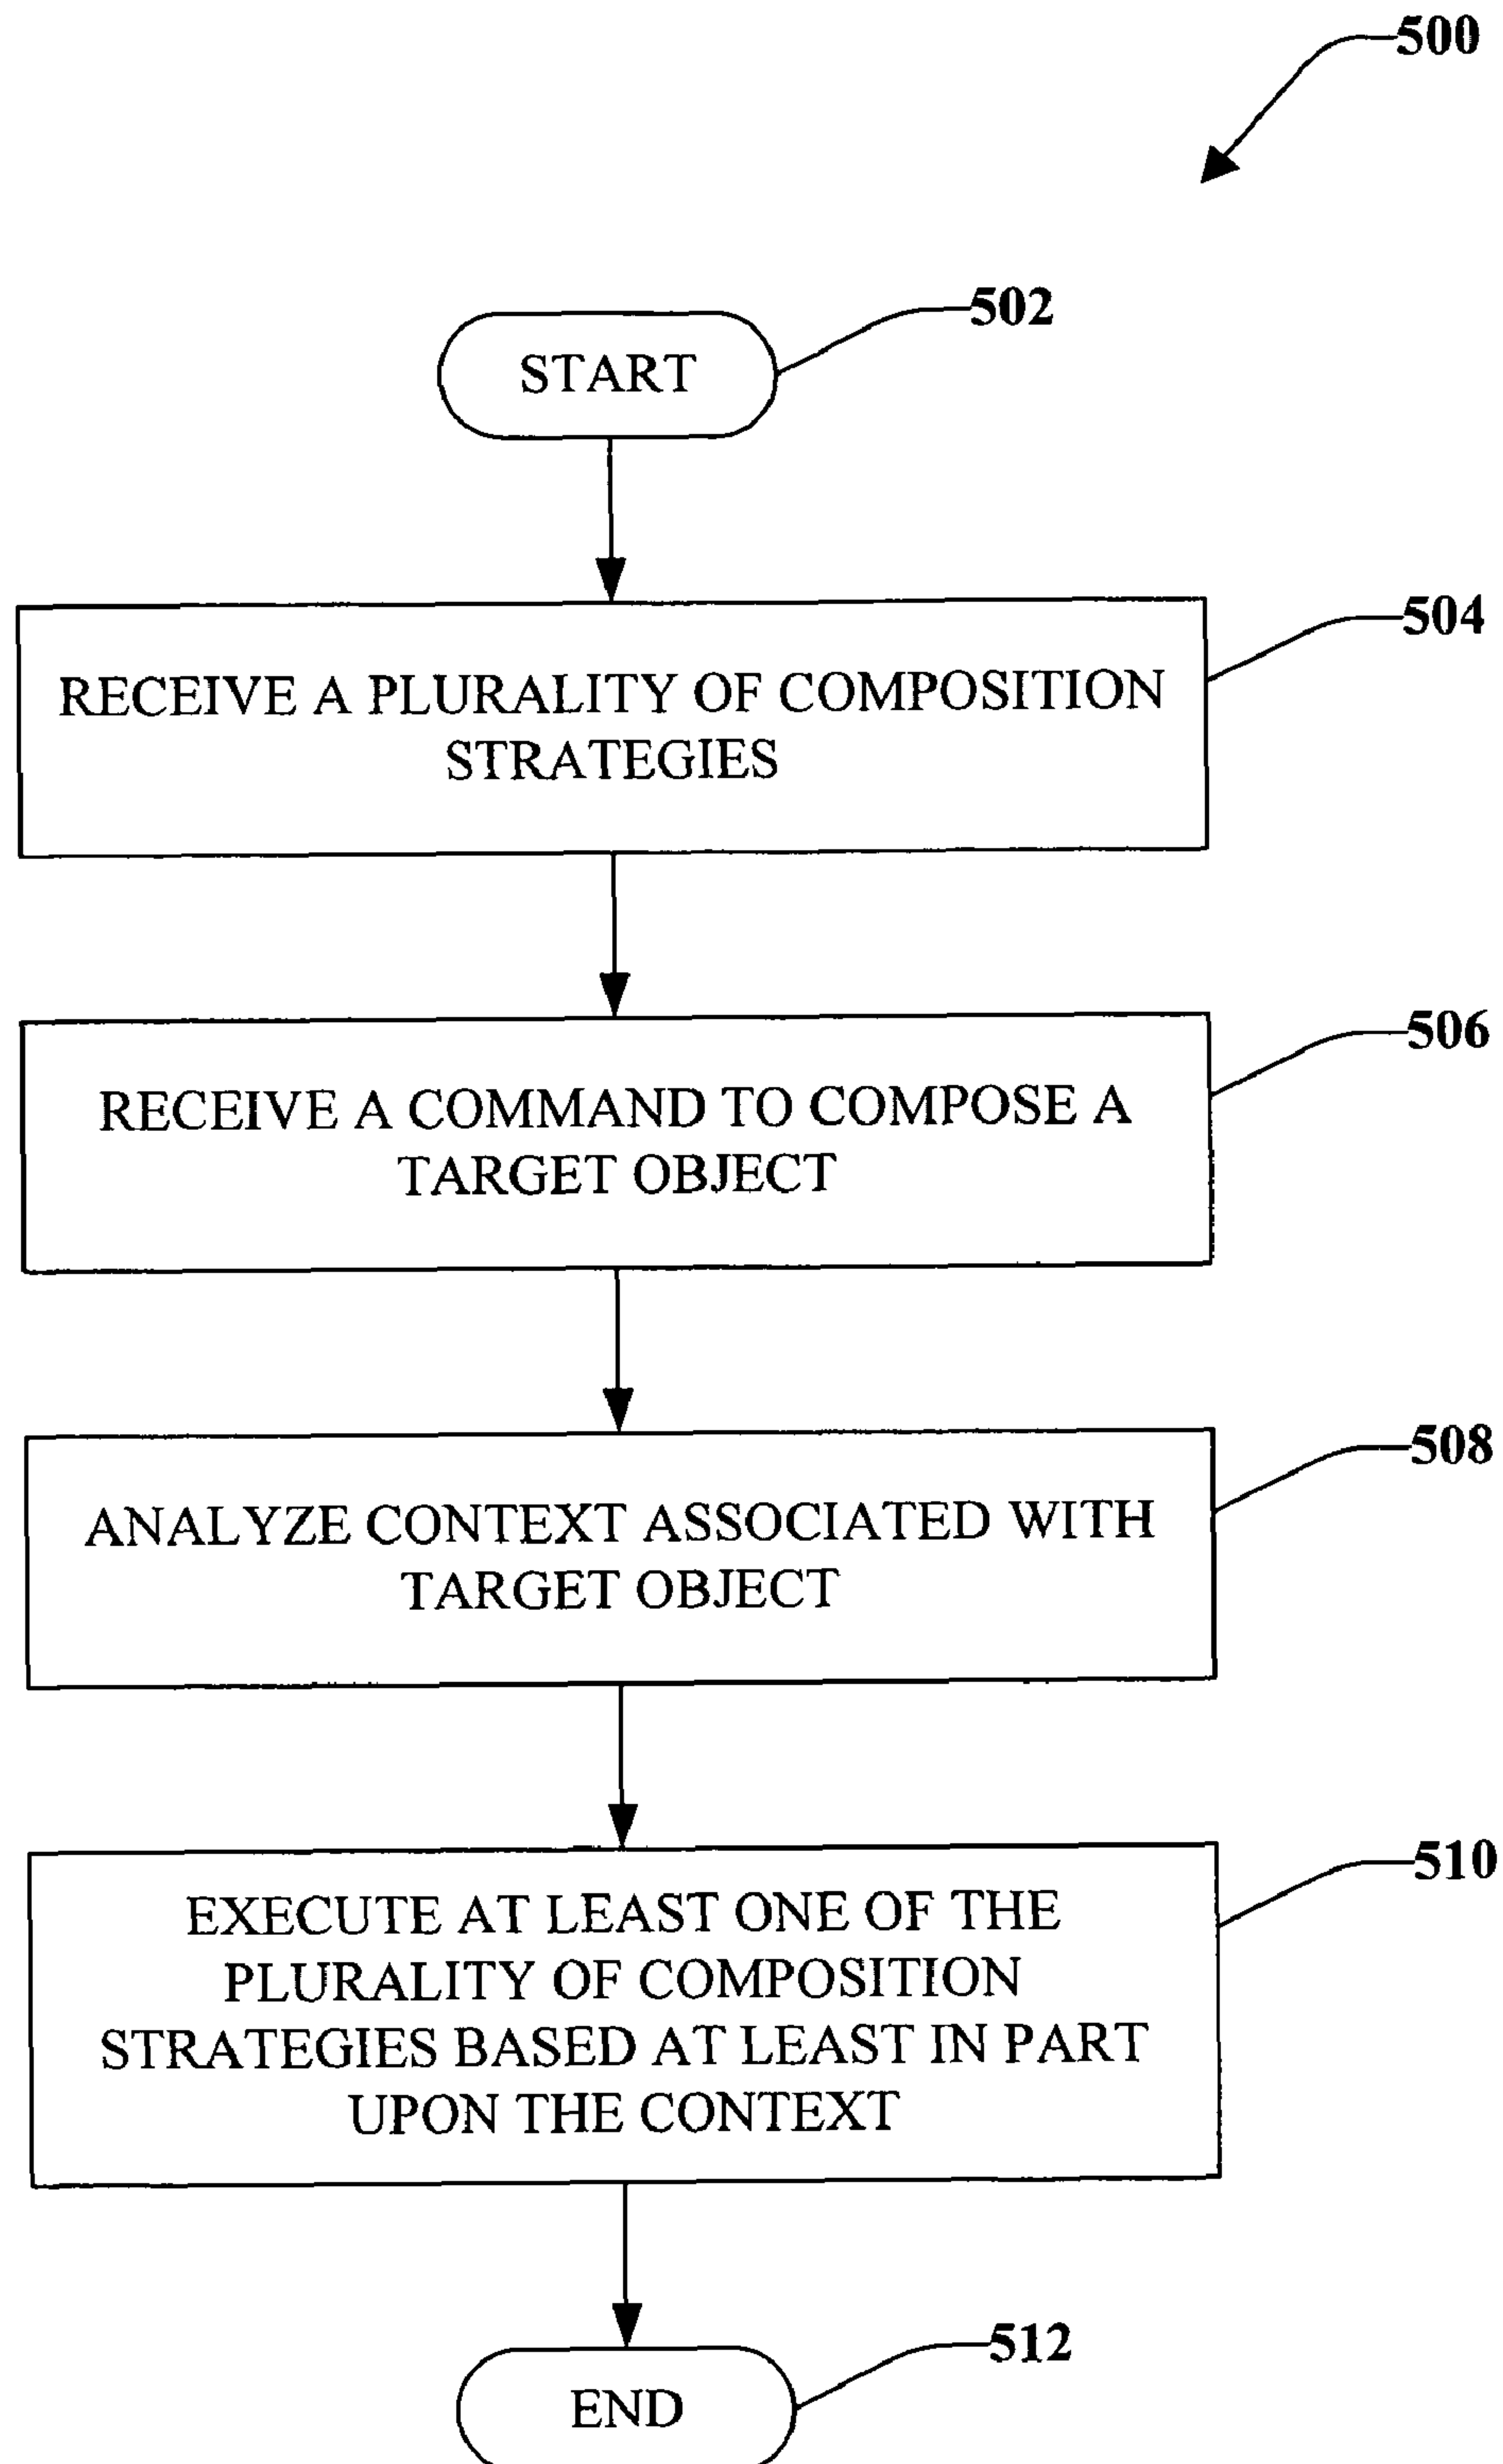 500
START
502
RECEIVE A PLURALITY OF COMPOSITION
STRATEGIES
504
RECEIVE A COMMAND TO COMPOSE A
TARGET OBJECT
506
ANALYZE CONTEXT ASSOCIATED WITH
TARGET OBJECT
508
EXECUTE AT LEAST ONE OF THE
PLURALITY OF COMPOSITION
STRATEGIES BASED AT LEAST IN PART
UPON THE CONTEXT
510
END
512